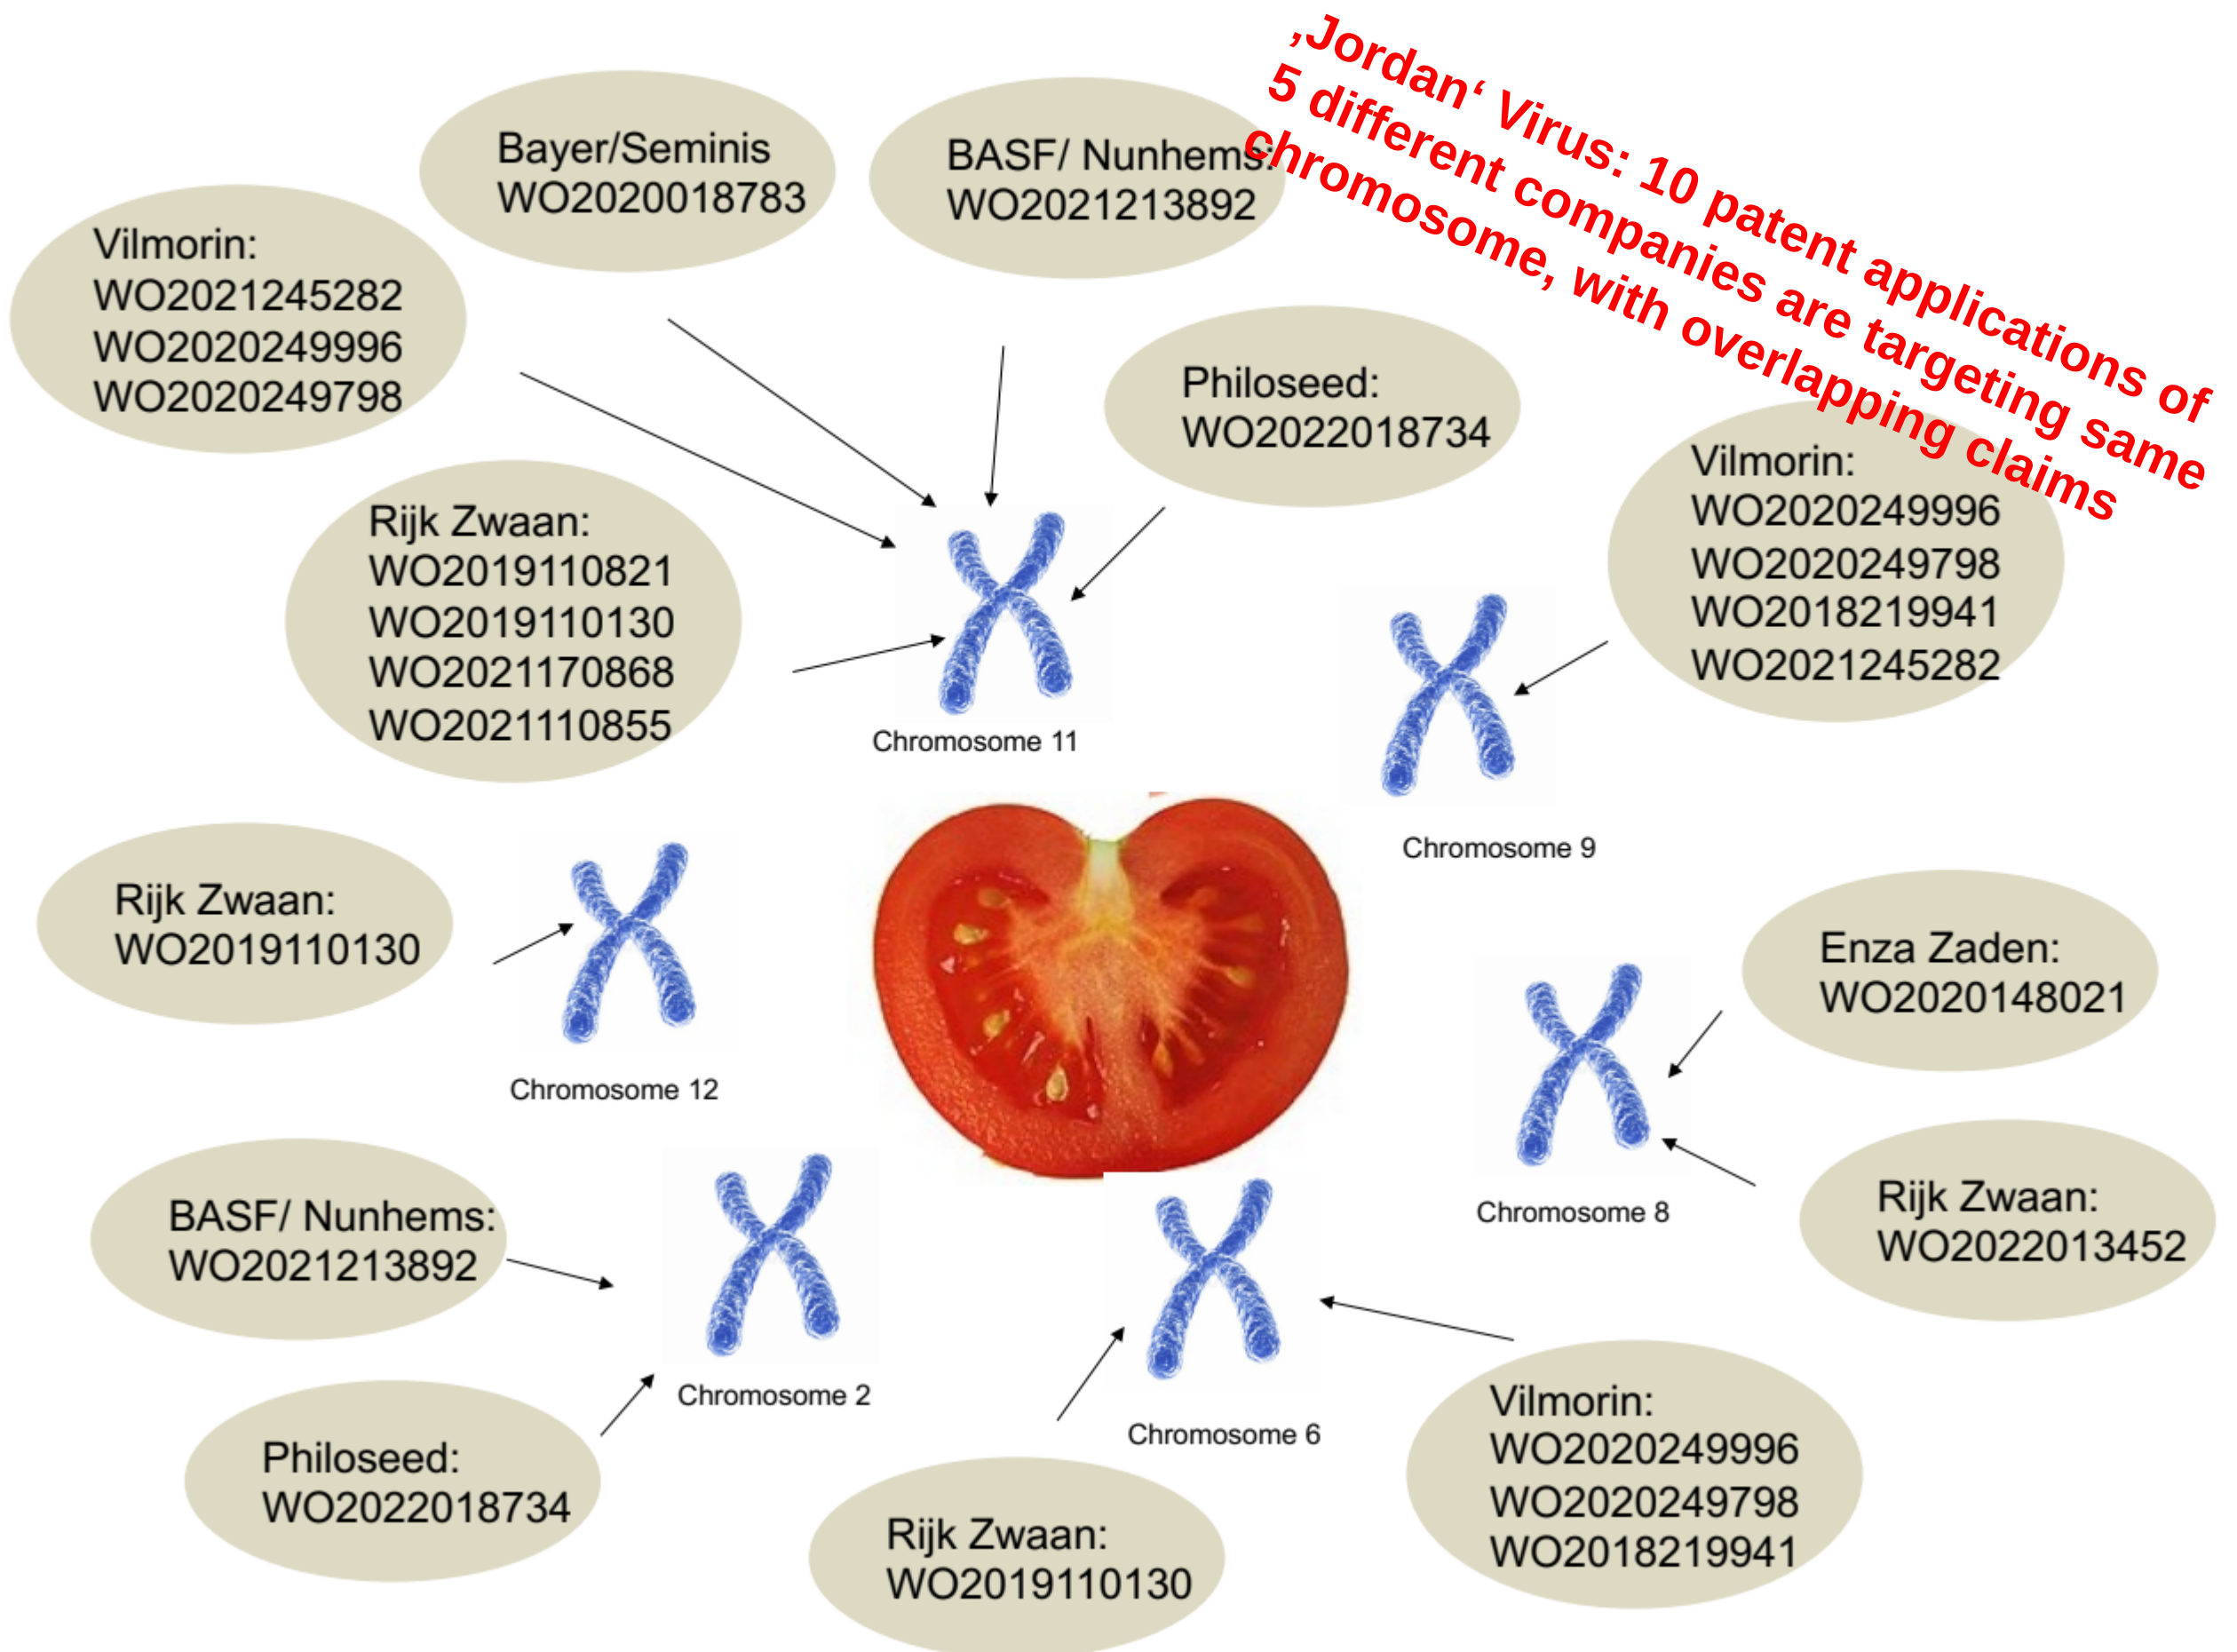 ‚Jordan‘ Virus: 10 patent applications of
5 different companies are targeting same
chromosome, with overlapping claims
Bayer/Seminis
WO2020018783
BASF/ Nunhems:
WO2021213892
Vilmorin:
WO2021245282
WO2020249996
WO2020249798
Philoseed:
WO2022018734
Vilmorin:
WO2020249996
WO2020249798
WO2018219941
WO2021245282
Rijk Zwaan:
WO2019110821
WO2019110130
WO2021170868
WO2021110855
Chromosome 11
Chromosome 9
Rijk Zwaan:
WO2019110130
Chromosome 12
Enza Zaden:
WO2020148021
Chromosome 8
Rijk Zwaan:
WO2022013452
BASF/ Nunhems:
WO2021213892
Chromosome 2
Philoseed:
WO2022018734
Chromosome 6
Rijk Zwaan:
WO2019110130
Vilmorin:
WO2020249996
WO2020249798
WO2018219941